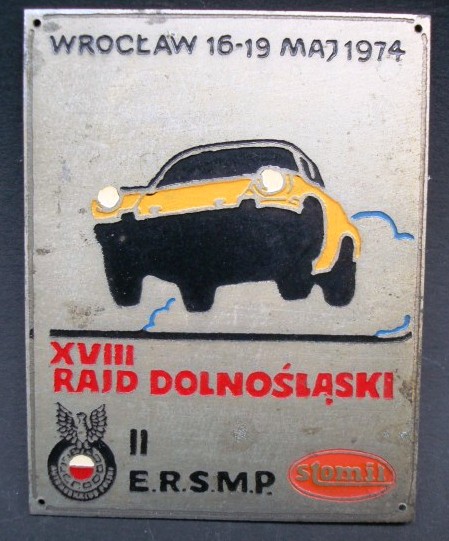 WROCŁAW 16-19 MAJ 1974
XVIII
RAJD DOLNOŚLĄSKI
II
E.R.S.M.P.
stomil